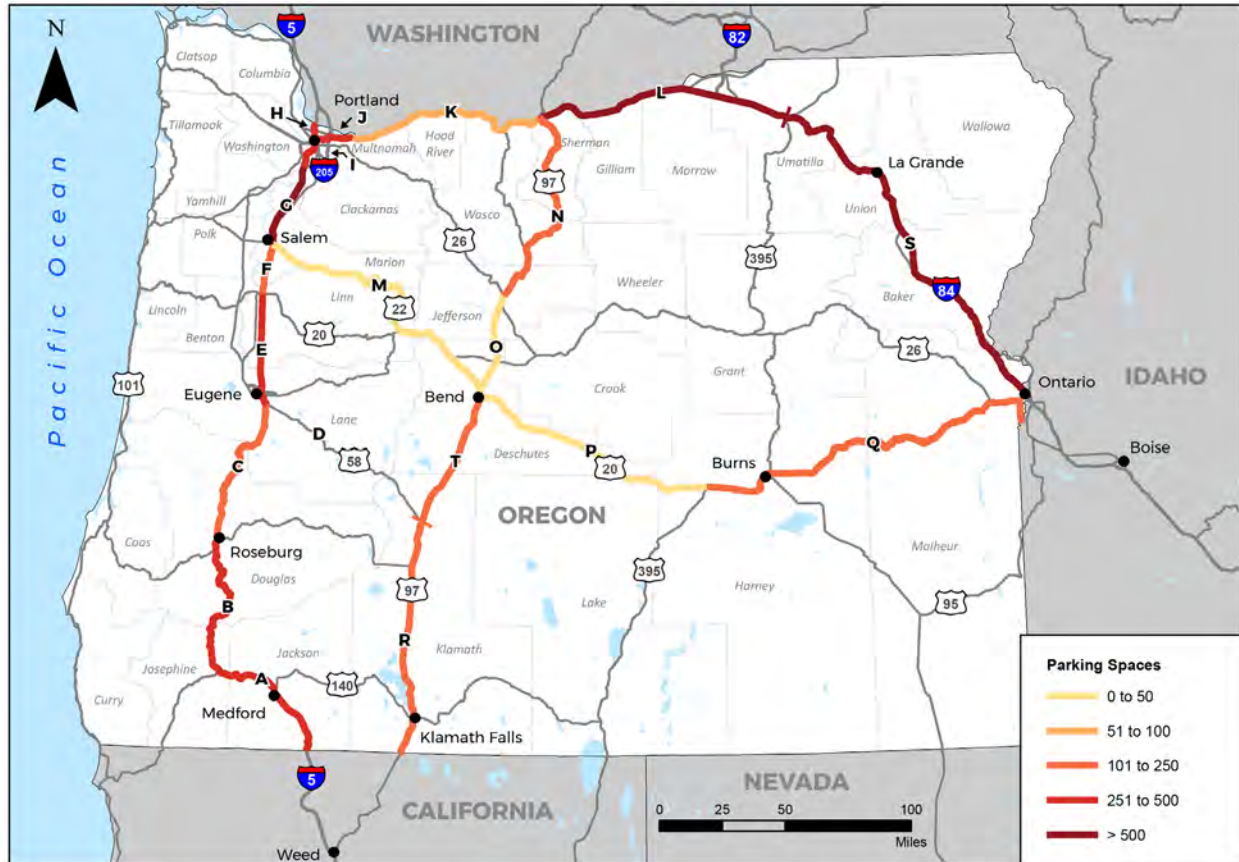 N
5
WASHINGTON
82
Clatsop
Columbia
Portland
H
J
K
L
Tillamook
Washington
Multnomah
Hood
River
Sherman
Wallowa
I
205
Umatilla
Gilliam
Morrow
La Grande
97
Yamhill
G
Clackamas
Wasco
N
Union
Polk
Salem
26
S
F
Marion
395
M
Wheeler
84
Lincoln
Linn
22
Jefferson
Baker
Benton
20
E
O
26
101
Grant
Ontario
IDAHO
Eugene
Bend
Crook
Pacific Ocean
D
Lane
Q
58
T
Deschutes
P
20
Burns
Boise
C
OREGON
Coos
Roseburg
Malheur
Douglas
97
395
Harney
B
Lake
95
R
Klamath
Josephine
Jackson
A
140
Curry
Medford
Klamath Falls
5
CALIFORNIA
NEVADA
0 25 50 100
Miles
Weed
Parking Spaces
0 to 50
51 to 100
101 to 250
251 to 500
> 500